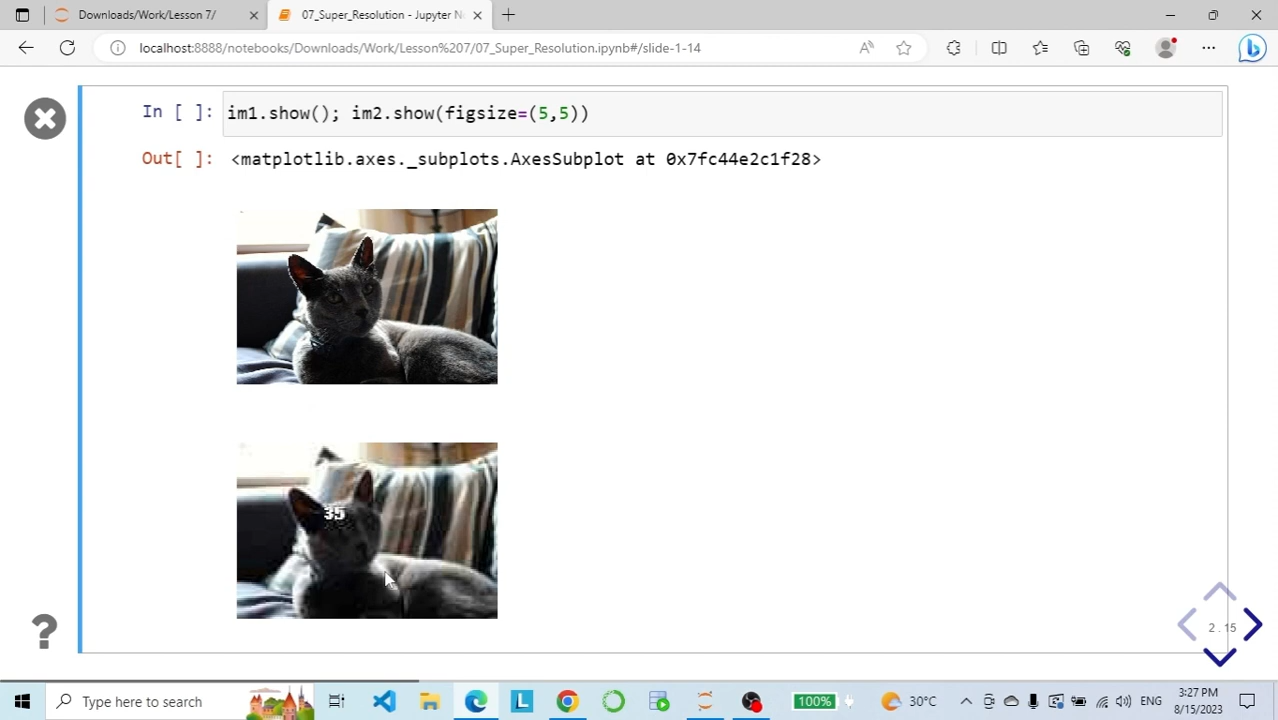 Downloads/Work/Lesson 7/
07_Super_Resolution - Jupyter N
localhost:8888/notebooks/Downloads/Work/Lesson%207/07_Super_Resolution.ipynb#/slide-1-14
In [ ]: im1.show(); im2.show(figsize=(5,5))
Out[ ]: <matplotlib.axes._subplots.AxesSubplot at 0x7fc44e2c1f28>
35
2.15
Type here to search
100%
30°C
ENG
3:27 PM
8/15/2023